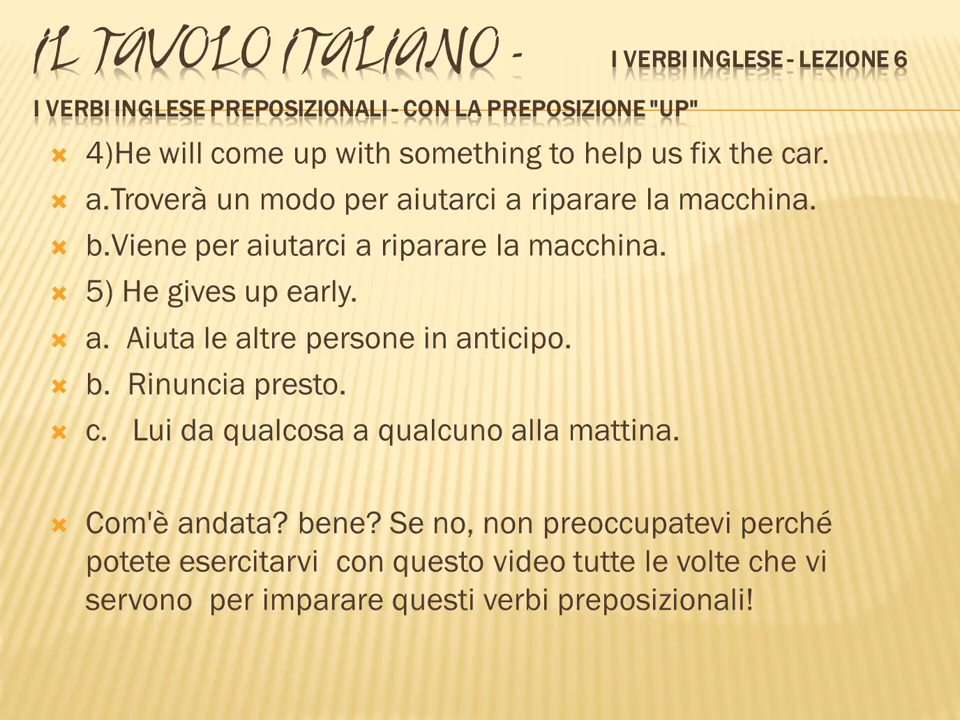 IL TAVOLO ITALIANO - I VERBI INGLESE - LEZIONE 6
I VERBI INGLESE PREPOSIZIONALI - CON LA PREPOSIZIONE "UP"
4)He will come up with something to help us fix the car.
a.Troverà un modo per aiutarci a riparare la macchina.
b.Viene per aiutarci a riparare la macchina.
5) He gives up early.
a. Aiuta le altre persone in anticipo.
b. Rinuncia presto.
c. Lui da qualcosa a qualcuno alla mattina.
Com'è andata? bene? Se no, non preoccupatevi perché
potete esercitarvi con questo video tutte le volte che vi
servono per imparare questi verbi preposizionali!